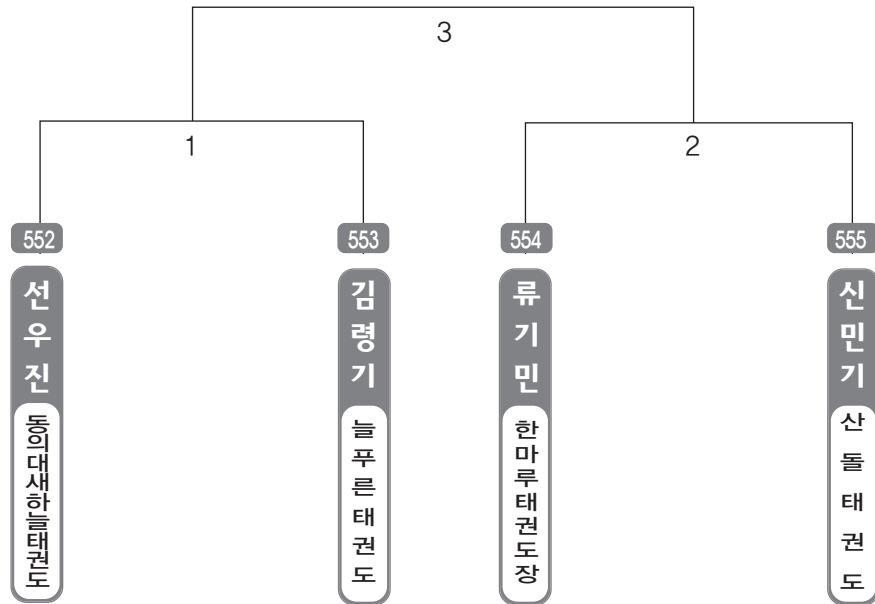 3
1
2
552
553
554
555
선우진
김령기
류기민
신민기
동의대새하늘태권도
늘푸른태권도
한마루태권도장
산돌태권도